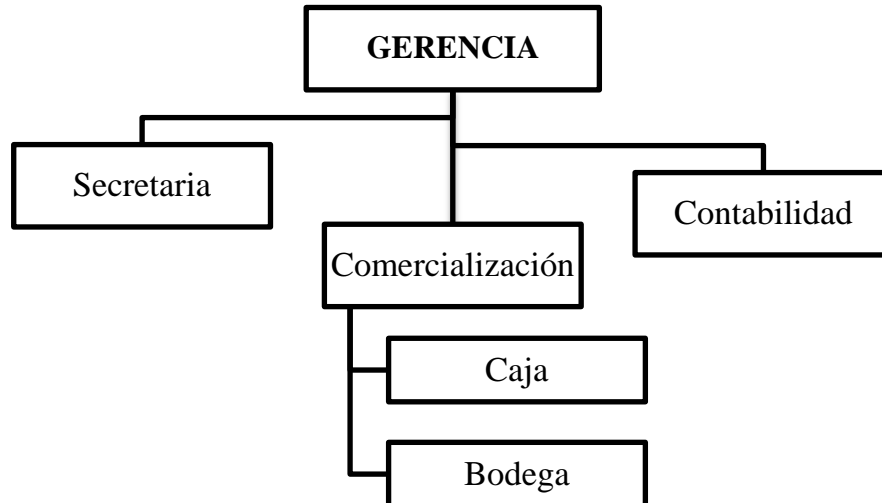 GERENCIA
Secretaria
Contabilidad
Comercialización
Caja
Bodega